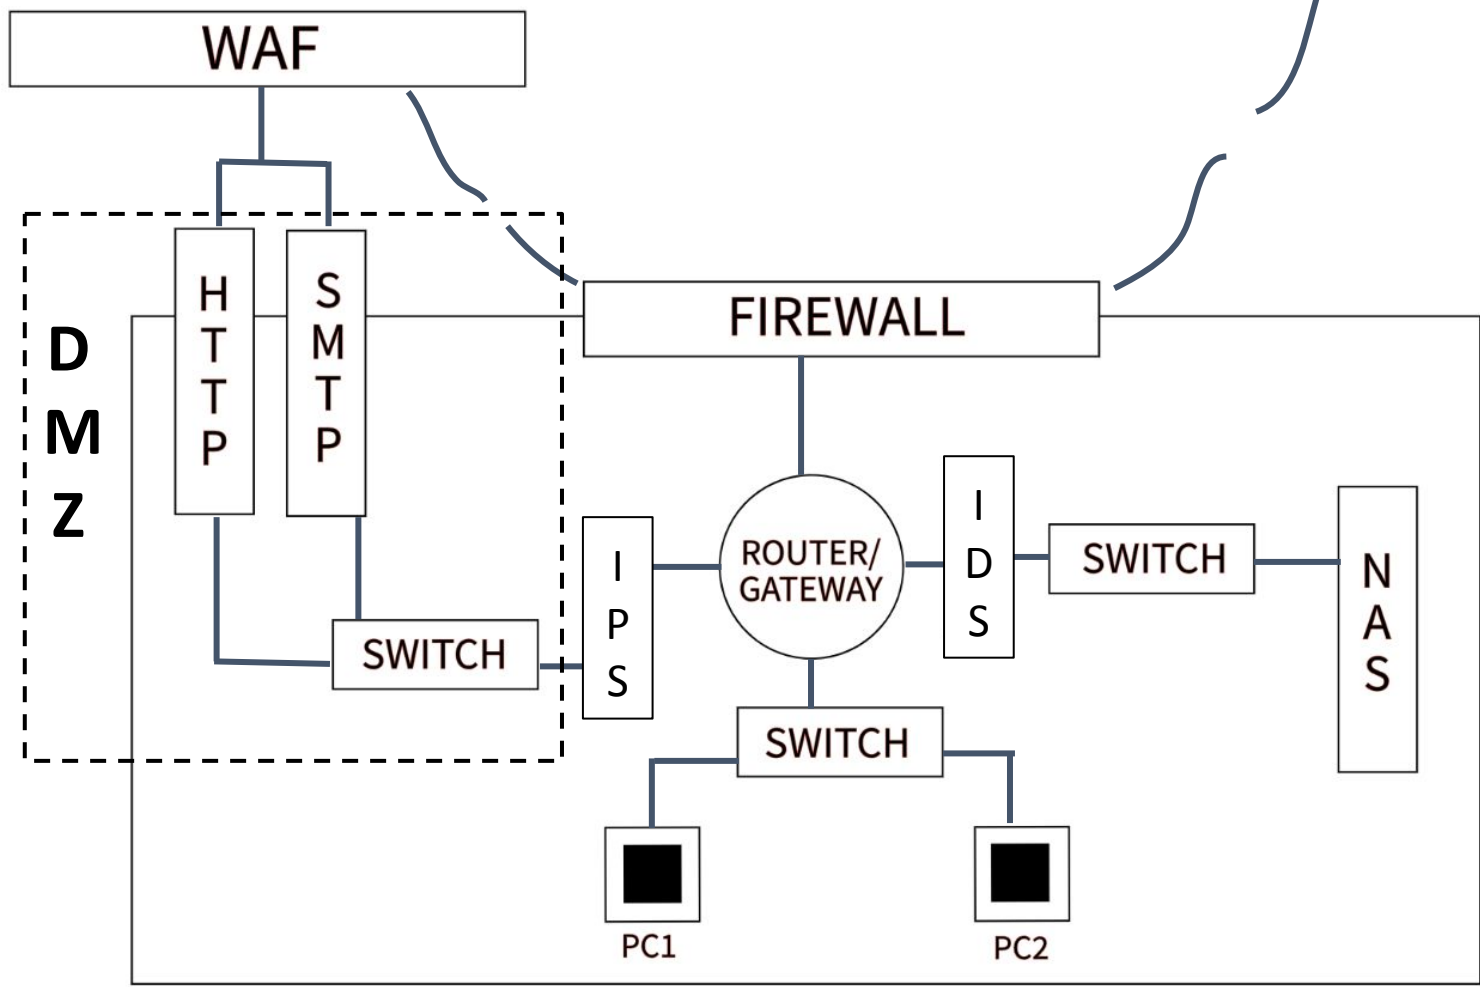 WAF
H
T
T
P
S
M
T
P
D
M
Z
FIREWALL
I
P
S
ROUTER/
GATEWAY
I
D
S
SWITCH
N
A
S
SWITCH
SWITCH
PC1
PC2